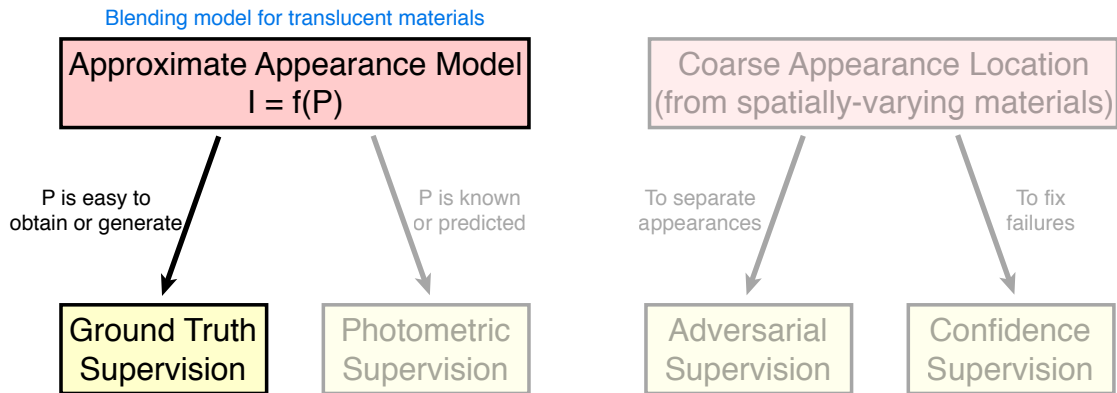 Blending model for translucent materials
Approximate Appearance Model
I = f(P)
Coarse Appearance Location
(from spatially-varying materials)
P is easy to
obtain or generate
P is known
or predicted
To separate
appearances
To fix
failures
Ground Truth
Supervision
Photometric
Supervision
Adversarial
Supervision
Confidence
Supervision